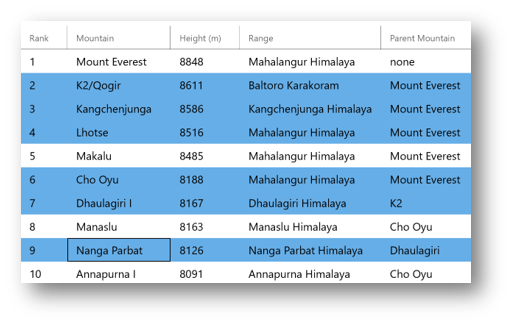 Rank Mountain Height (m) Range Parent Mountain
1 Mount Everest 8848 Mahalangur Himalaya none
2 K2/Qogir 8611 Baltoro Karakoram Mount Everest
3 Kangchenjunga 8586 Kangchenjunga Himalaya Mount Everest
4 Lhotse 8516 Mahalangur Himalaya Mount Everest
5 Makalu 8485 Mahalangur Himalaya Mount Everest
6 Cho Oyu 8188 Mahalangur Himalaya Mount Everest
7 Dhaulagiri I 8167 Dhaulagiri Himalaya K2
8 Manaslu 8163 Manaslu Himalaya Cho Oyu
9 Nanga Parbat 8126 Nanga Parbat Himalaya Dhaulagiri
10 Annapurna I 8091 Annapurna Himalaya Cho Oyu